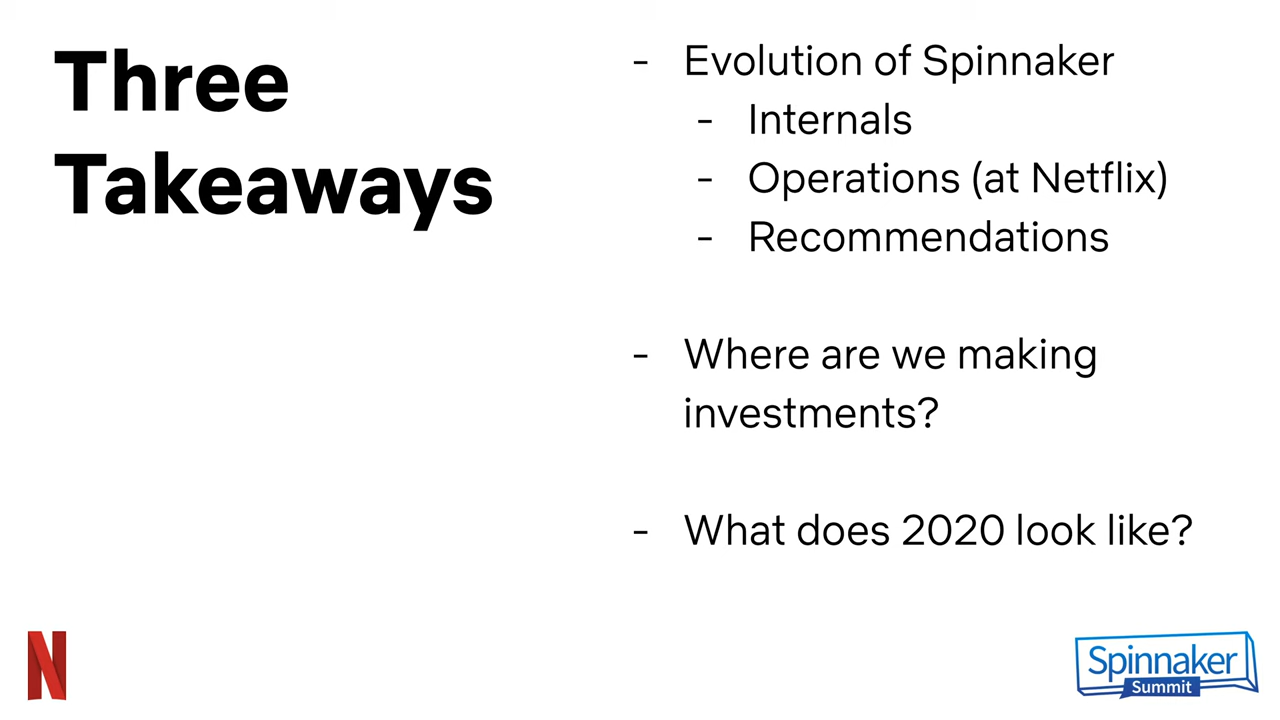 Three
Takeaways
- Evolution of Spinnaker
- Internals
- Operations (at Netflix)
- Recommendations
- Where are we making
investments?
- What does 2020 look like?
N
Spinnaker
Summit